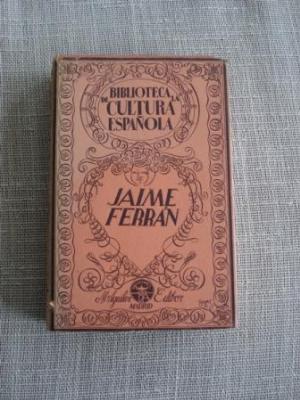 BIBLIOTECA
DE CULTURA
ESPAÑOLA
JAIME
FERRÁN
M. Aguilar Editor
MADRID